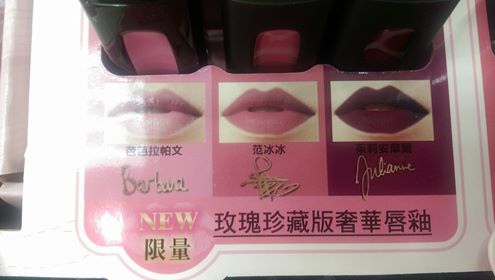 芭芭拉帕文
范冰冰
茱莉安摩爾
Barbara
Julianne
NEW
限量
玫瑰珍藏版奢華唇釉